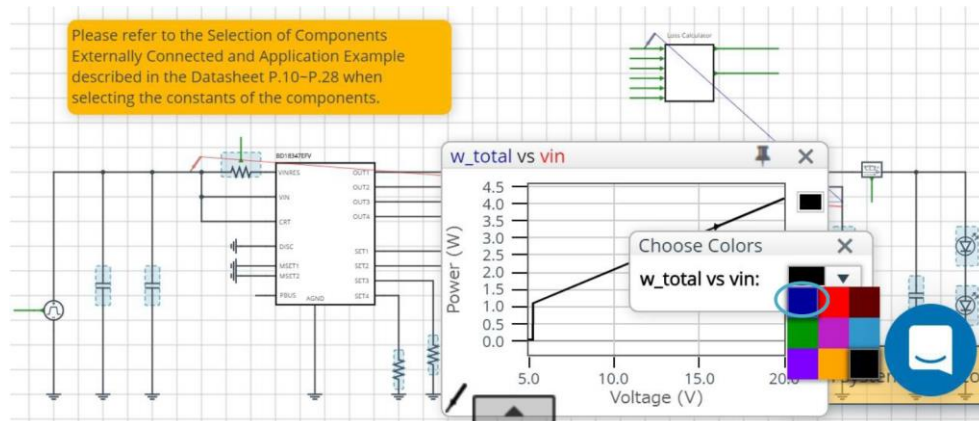 Please refer to the Selection of Components
Externally Connected and Application Example
described in the Datasheet P.10~P.28 when
selecting the constants of the components.
Loss Calculator
BD18347EFV
VINRES
VIN
CRT
DISC
MSET1
MSET2
PBUS
AGND
OUT1
OUT2
OUT3
OUT4
SET1
SET2
SET3
SET4
w_total vs vin
Power (W)
4.5
4.0
3.5
3.0
2.5
2.0
1.5
1.0
0.5
0.0
5.0
10.0
15.0
20.0
Voltage (V)
Choose Colors
w_total vs vin: